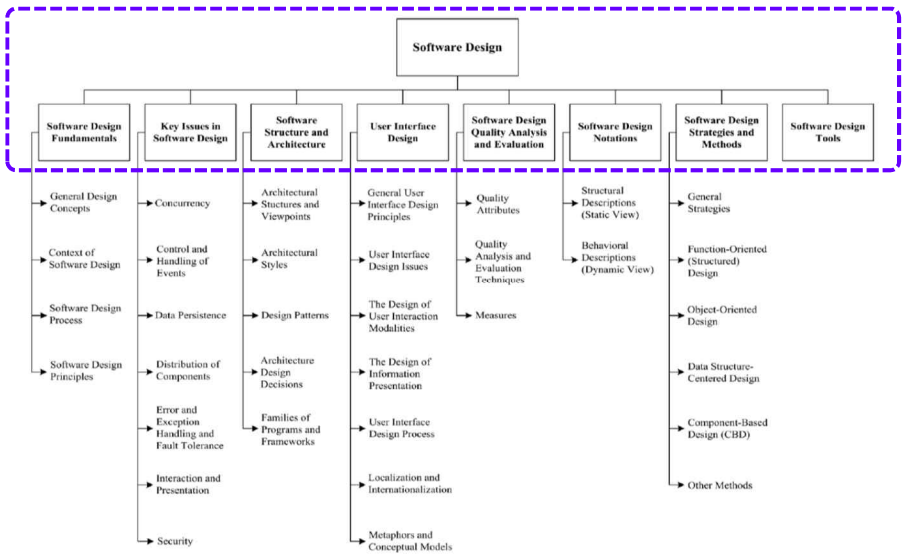 Software Design
Software Design
Fundamentals
Key Issues in
Software Design
Software
Structure and
Architecture
User Interface
Design
Software Design
Quality Analysis
and Evaluation
Software Design
Notations
Software Design
Strategies and
Methods
Software Design
Tools
General Design
Concepts
Context of
Software Design
Software Design
Process
Software Design
Principles
Concurrency
Control and
Handling of
Events
Data Persistence
Distribution of
Components
Error and
Exception
Handling and
Fault Tolerance
Interaction and
Presentation
Security
Architectural
Stuctures and
Viewpoints
Architectural
Styles
Design Patterns
Architecture
Design
Decisions
Families of
Programs and
Frameworks
General User
Interface Design
Principles
User Interface
Design Issues
The Design of
User Interaction
Modalities
The Design of
Information
Presentation
User Interface
Design Process
Localization and
Internationalization
Metaphors and
Conceptual Models
Quality
Attributes
Quality
Analysis and
Evaluation
Techniques
Measures
Structural
Descriptions
(Static View)
Behavioral
Descriptions
(Dynamic View)
General
Strategies
Function-Oriented
(Structured)
Design
Object-Oriented
Design
Data Structure-
Centered Design
Component-Based
Design (CBD)
Other Methods